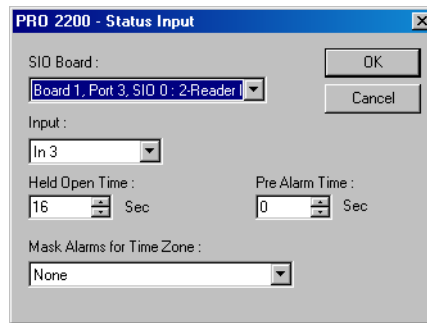 PRO 2200 - Status Input
SIO Board :
OK
Board 1, Port 3, SIO 0 : 2-Reader
Cancel
Input :
In 3
Held Open Time :
Pre Alarm Time :
16 Sec
0 Sec
Mask Alarms for Time Zone :
None